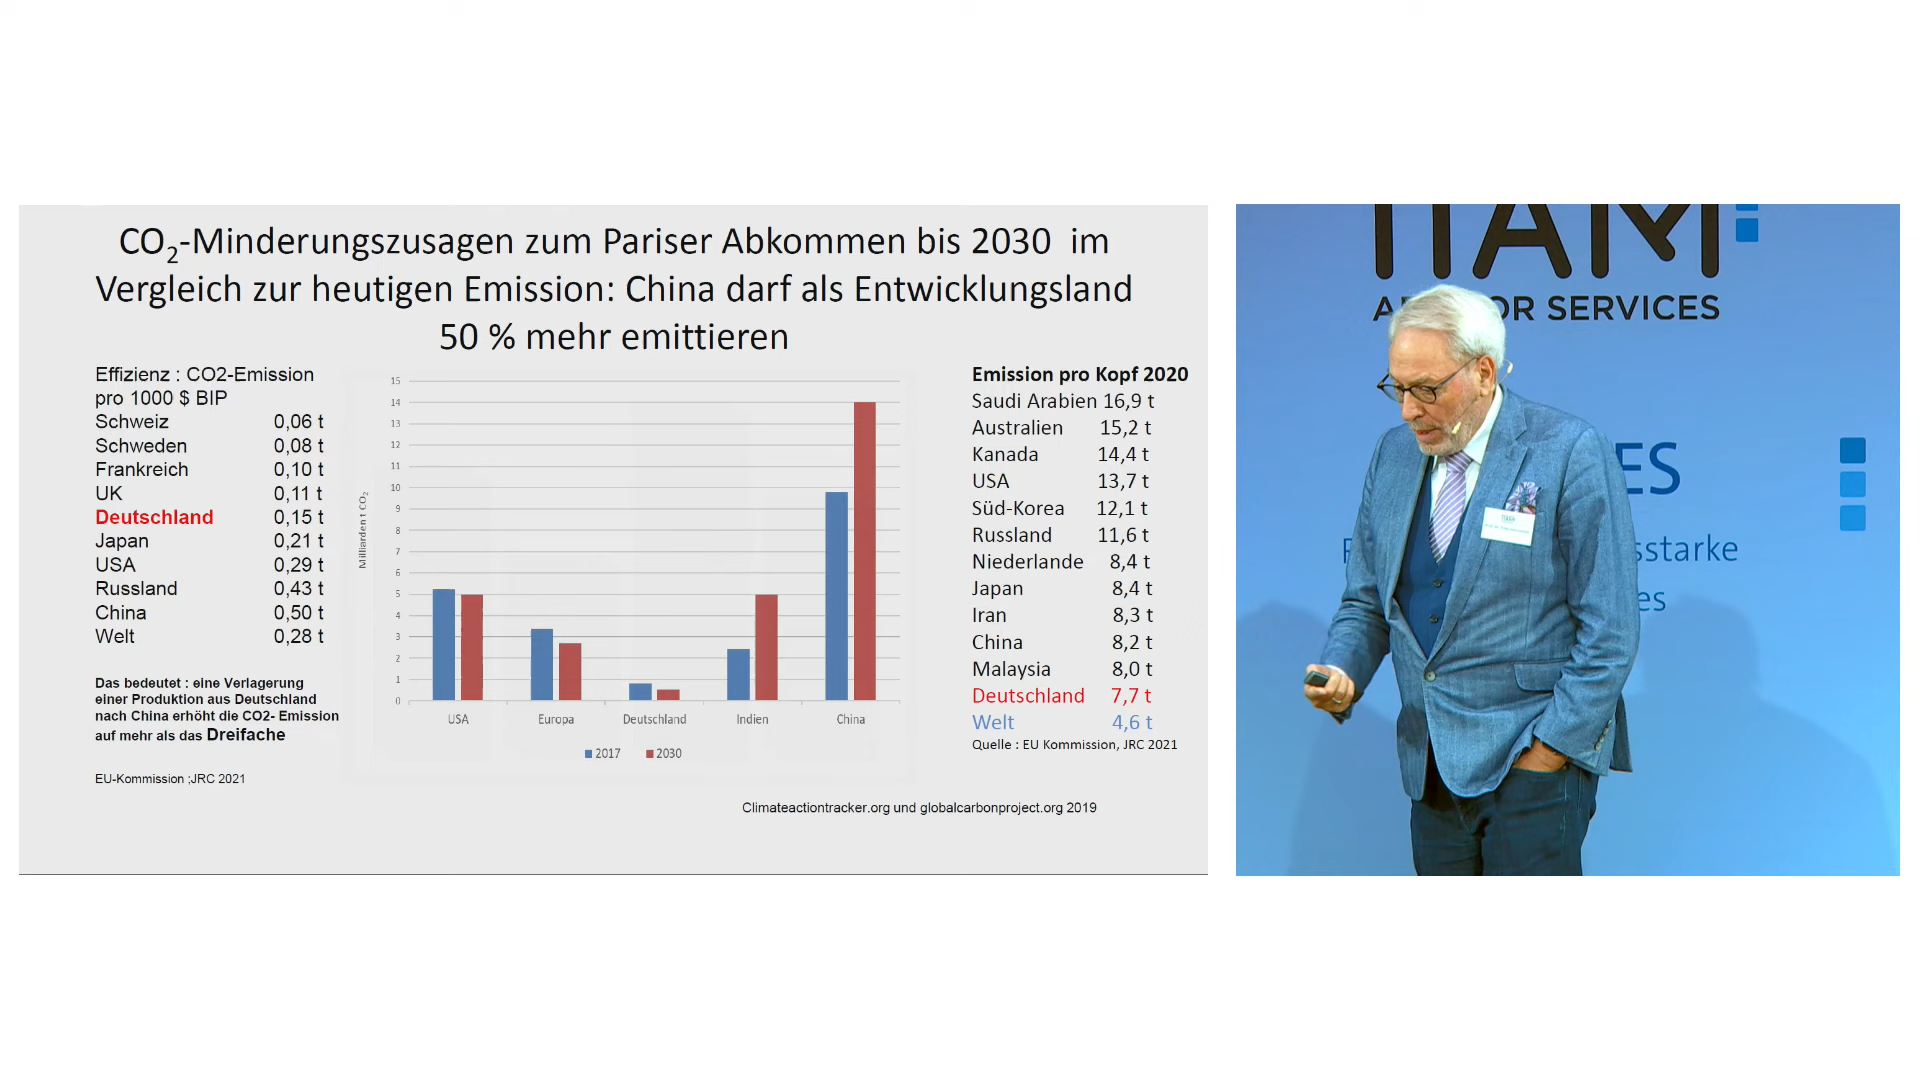 CO2-Minderungszusagen zum Pariser Abkommen bis 2030 im
Vergleich zur heutigen Emission: China darf als Entwicklungsland
50 % mehr emittieren
Effizienz : CO2-Emission
pro 1000 $ BIP
Schweiz 0,06 t
Schweden 0,08 t
Frankreich 0,10 t
UK 0,11 t
Deutschland 0,15 t
Japan 0,21 t
USA 0,29 t
Russland 0,43 t
China 0,50 t
Welt 0,28 t
Das bedeutet : eine Verlagerung
einer Produktion aus Deutschland
nach China erhöht die CO2- Emission
auf mehr als das Dreifache
EU-Kommission ;JRC 2021
Milliarden t CO2
15
14
13
12
11
10
9
8
7
6
5
4
3
2
1
0
USA Europa Deutschland Indien China
2017 2030
Climateactiontracker.org und globalcarbonproject.org 2019
Emission pro Kopf 2020
Saudi Arabien 16,9 t
Australien 15,2 t
Kanada 14,4 t
USA 13,7 t
Süd-Korea 12,1 t
Russland 11,6 t
Niederlande 8,4 t
Japan 8,4 t
Iran 8,3 t
China 8,2 t
Malaysia 8,0 t
Deutschland 7,7 t
Welt 4,6 t
Quelle : EU Kommission, JRC 2021
SERVICES